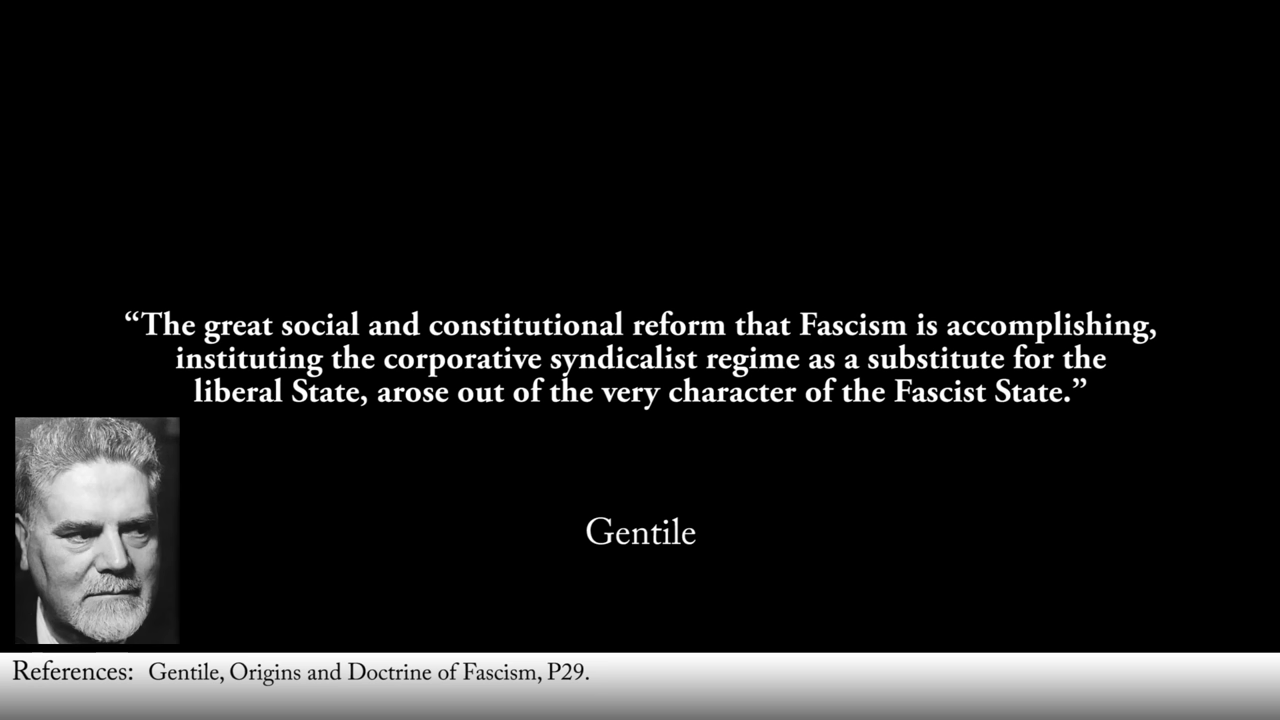 “The great social and constitutional reform that Fascism is accomplishing,
instituting the corporative syndicalist regime as a substitute for the
liberal State, arose out of the very character of the Fascist State.”
Gentile
References: Gentile, Origins and Doctrine of Fascism, P29.